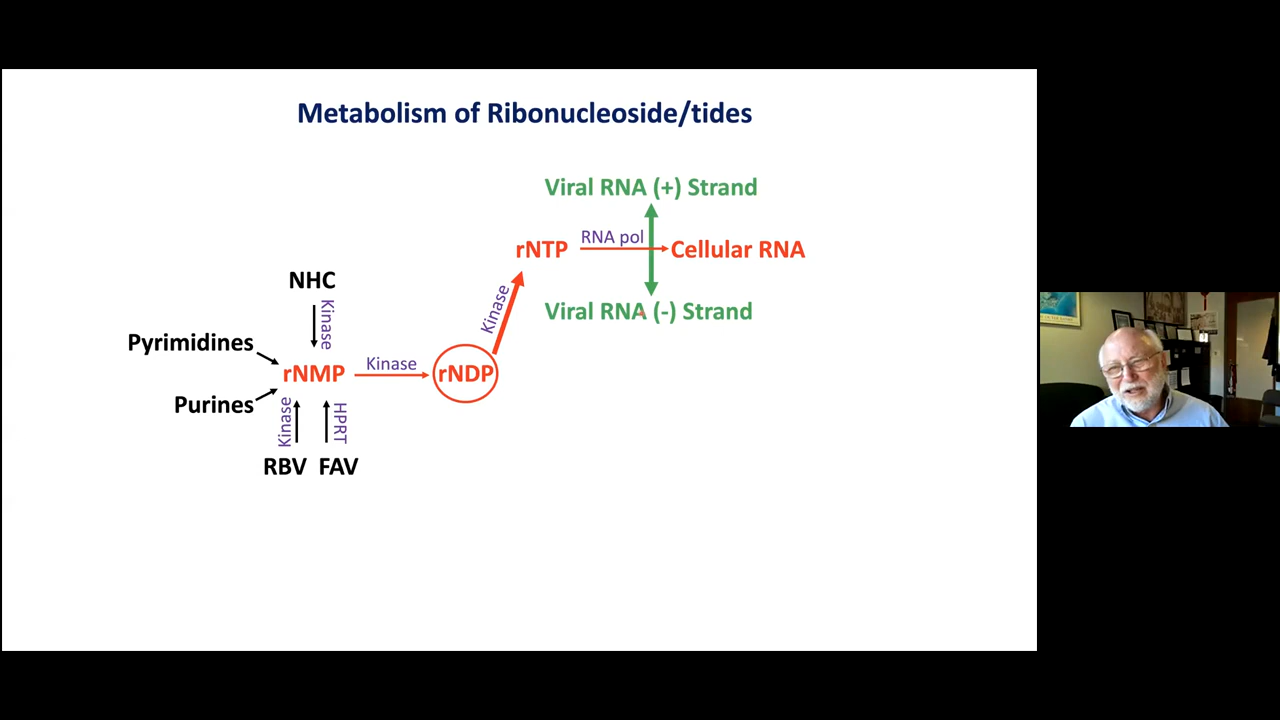 Metabolism of Ribonucleoside/tides
Viral RNA (+) Strand
RNA pol
rNTP
Cellular RNA
NHC
Kinase
Kinase
Viral RNA (-) Strand
Pyrimidines
rNMP
Kinase
rNDP
Purines
Kinase
HPRT
RBV
FAV